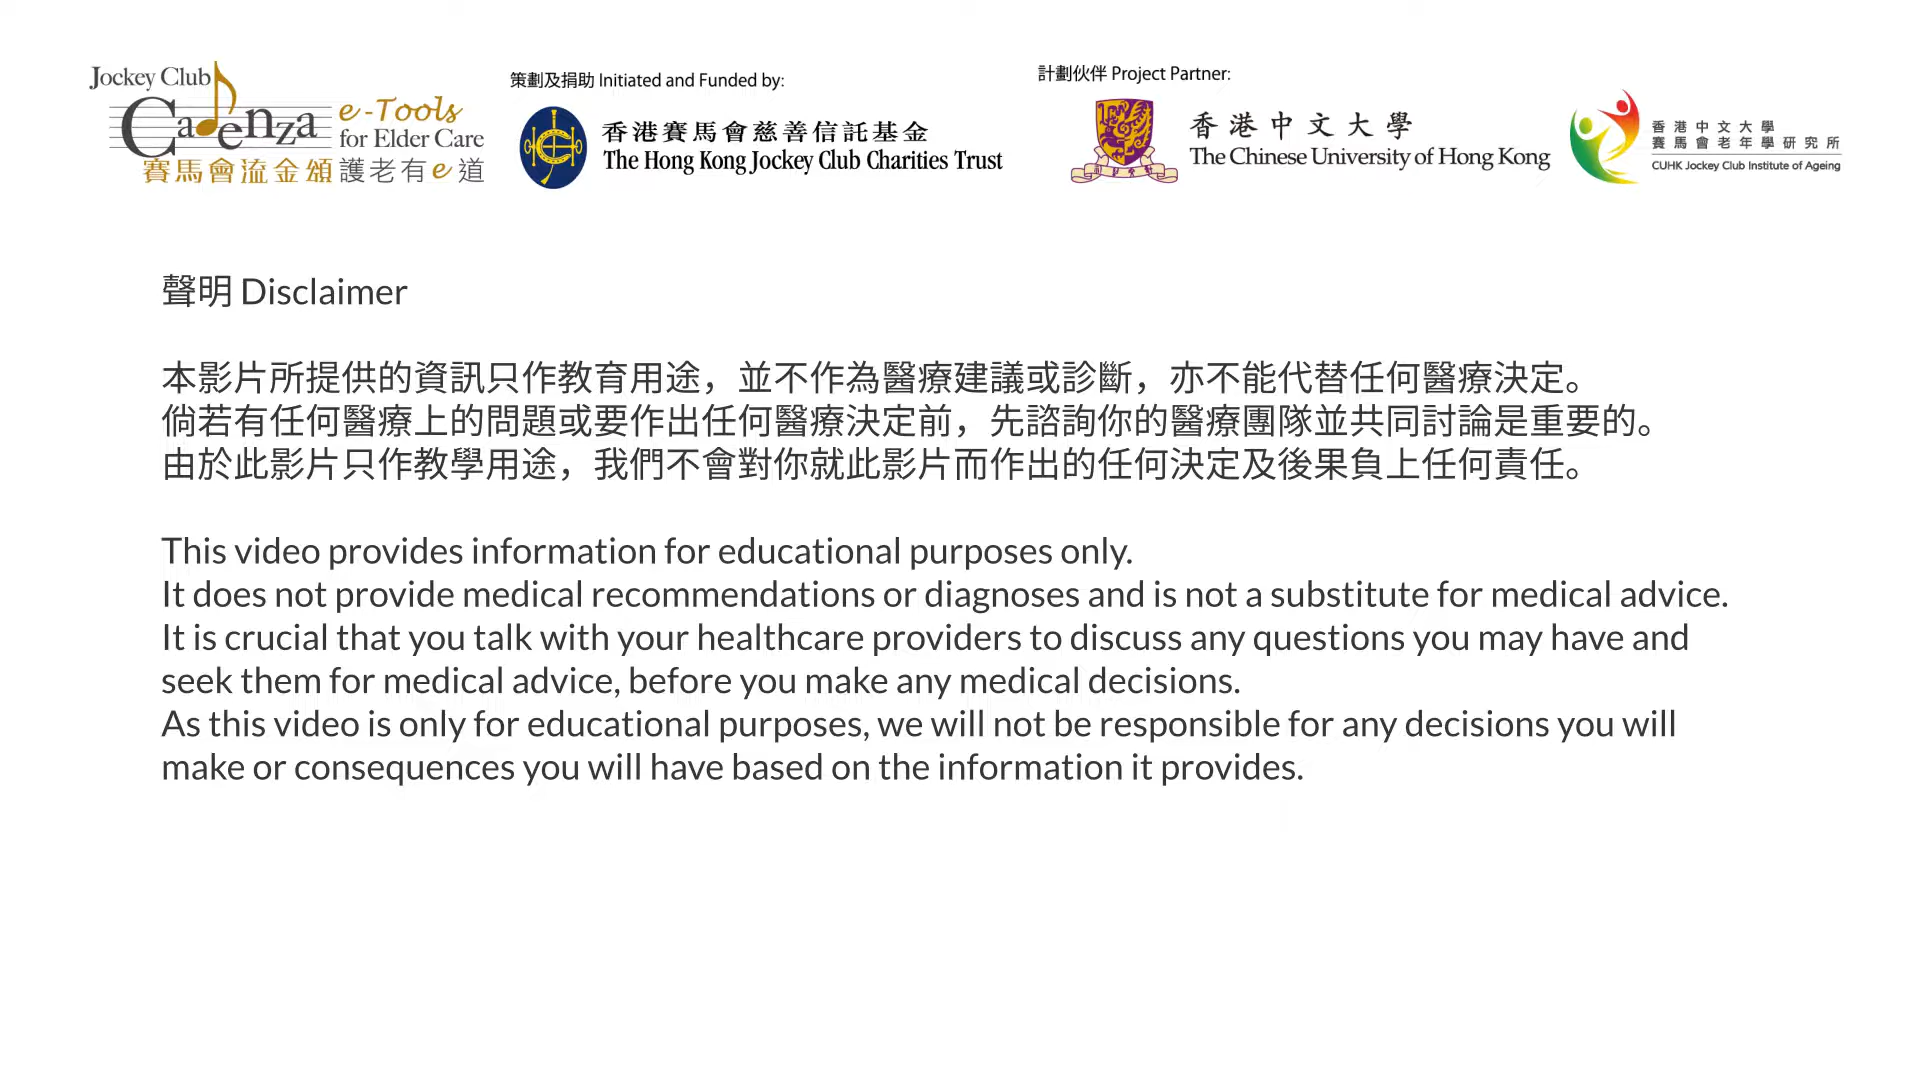 Jockey Club
Cadenza
e-Tools
for Elder Care
賽馬會流金頌護老有e道
策劃及捐助 Initiated and Funded by:
香港賽馬會慈善信託基金
The Hong Kong Jockey Club Charities Trust
計劃伙伴 Project Partner:
香港中文大學
The Chinese University of Hong Kong
香港中文大學
賽馬會老年學研究所
CUHK Jockey Club Institute of Ageing
聲明 Disclaimer
本影片所提供的資訊只作教育用途，並不作為醫療建議或診斷，亦不能代替任何醫療決定。
倘若有任何醫療上的問題或要作出任何醫療決定前，先諮詢你的醫療團隊並共同討論是重要的。
由於此影片只作教學用途，我們不會對你就此影片而作出的任何決定及後果負上任何責任。
This video provides information for educational purposes only.
It does not provide medical recommendations or diagnoses and is not a substitute for medical advice.
It is crucial that you talk with your healthcare providers to discuss any questions you may have and
seek them for medical advice, before you make any medical decisions.
As this video is only for educational purposes, we will not be responsible for any decisions you will
make or consequences you will have based on the information it provides.